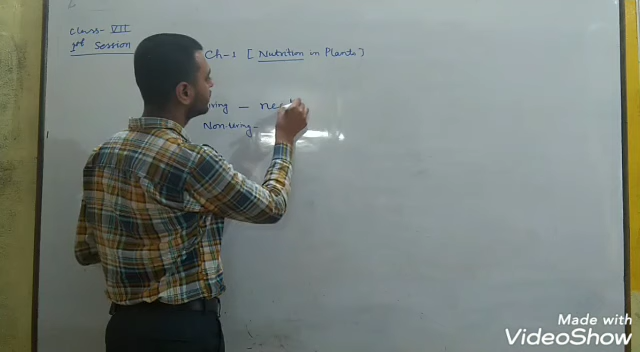 Class- VII
1st Session
Ch-1 [ Nutrition in Plants ]
Non-living -
Made with
VideoShow